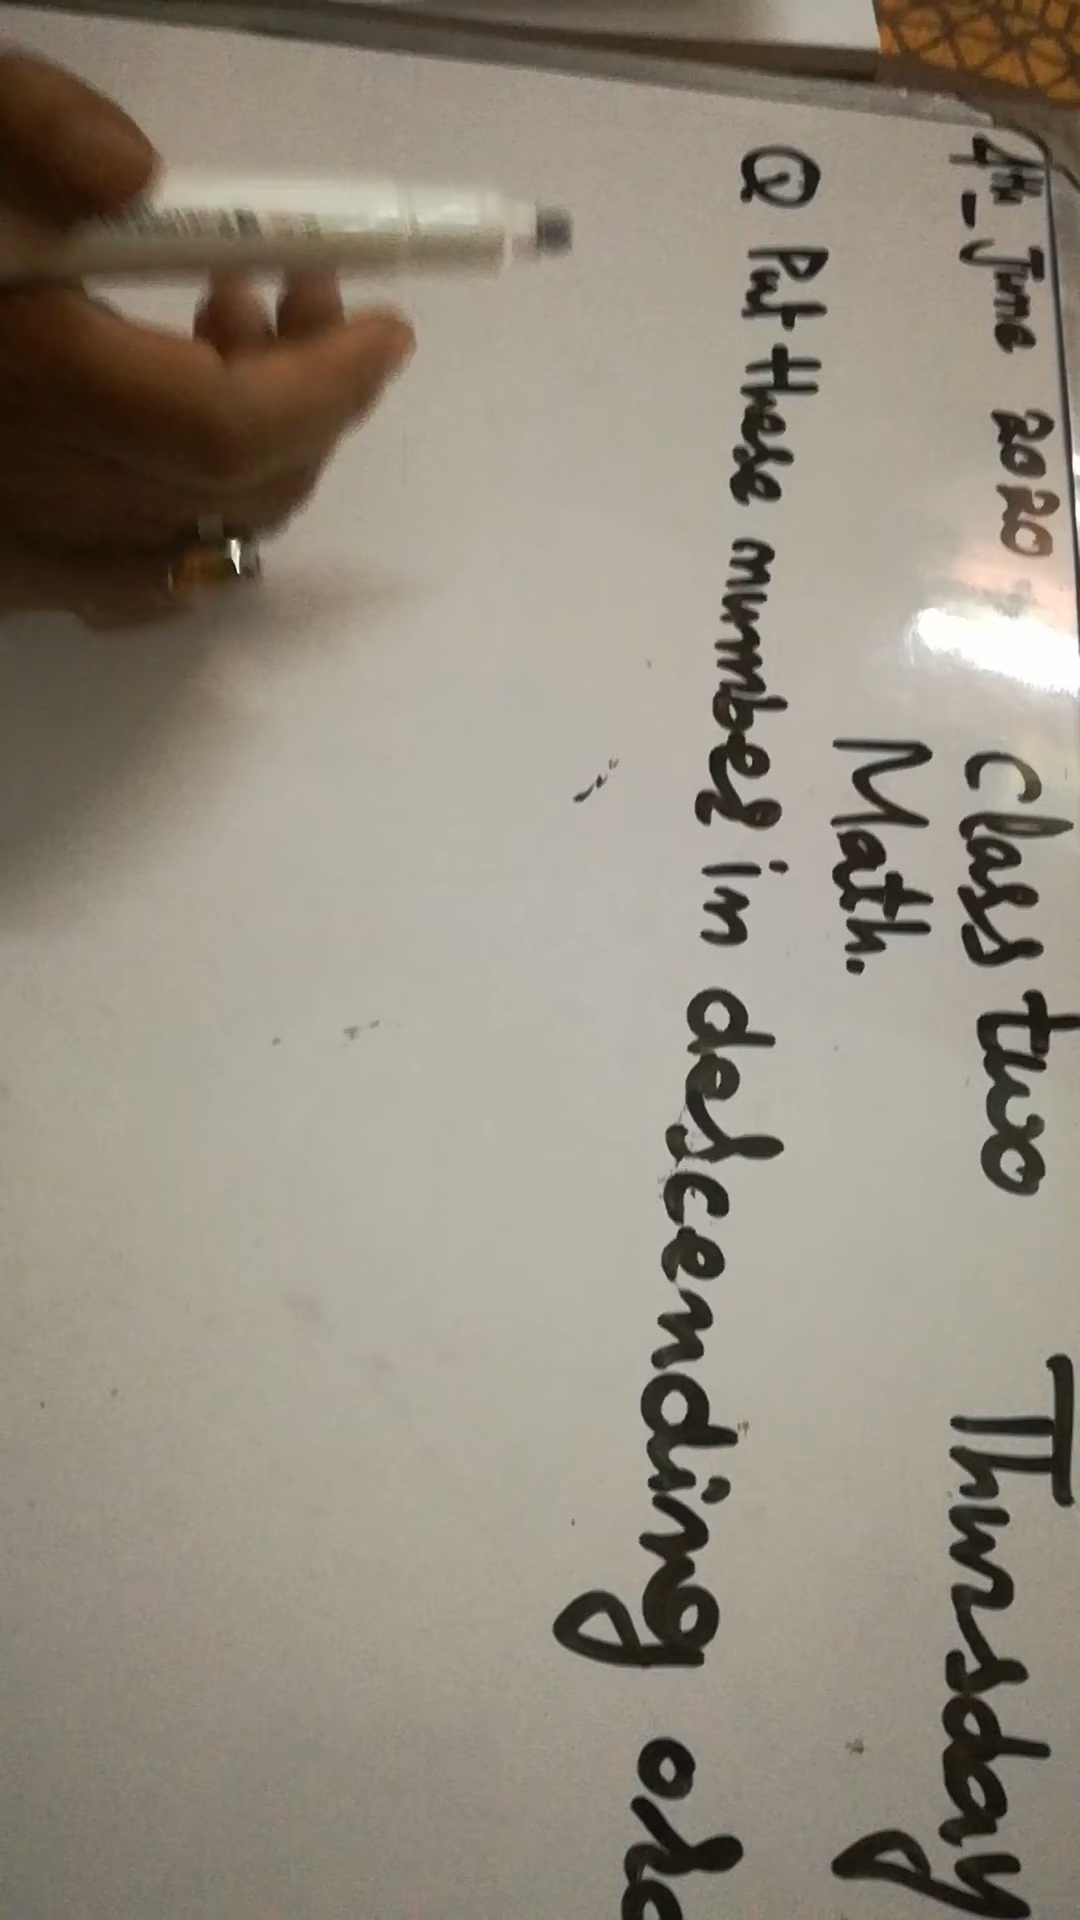 4th June 2020 Class two Thursday
Math.
Q Put these numbers in descending